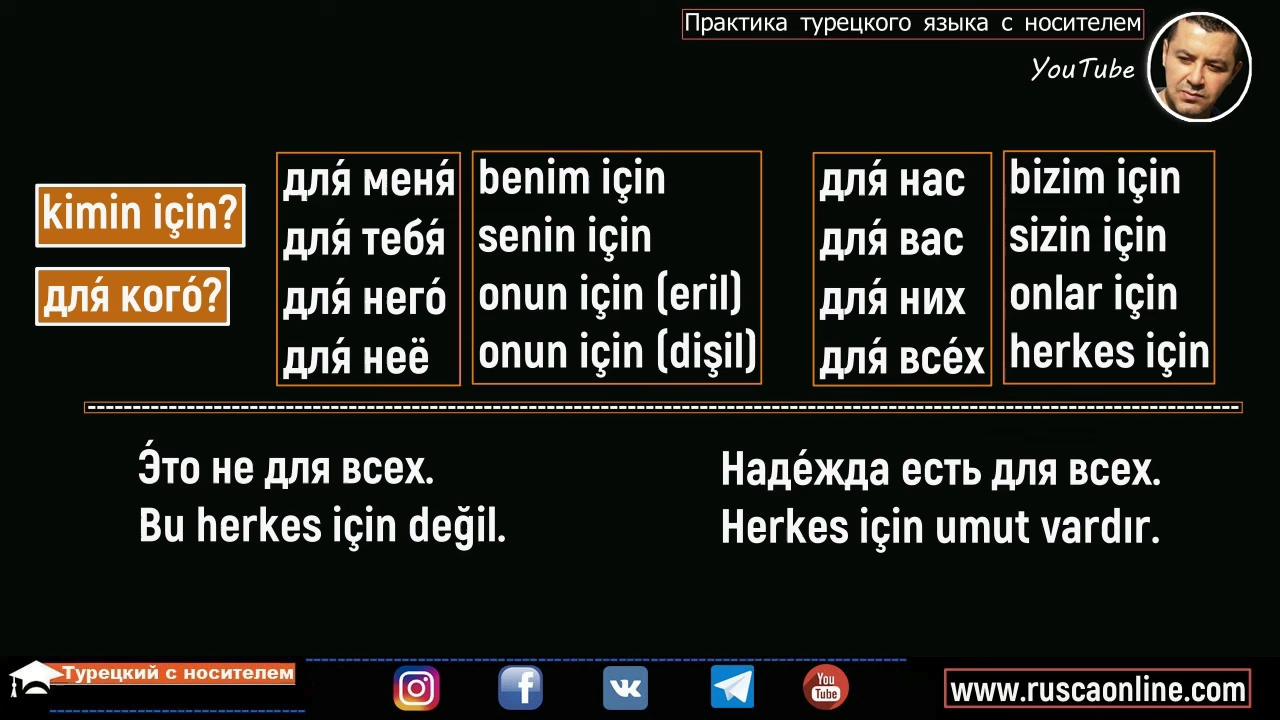 Практика турецкого языка с носителем
YouTube
kimin için?
для́ кого́?
для́ меня́
для́ тебя́
для́ него́
для́ неё
benim için
senin için
onun için (eril)
onun için (dişil)
для́ нас
для́ вас
для́ них
для́ все́х
bizim için
sizin için
onlar için
herkes için
Э́то не для всех.
Bu herkes için değil.
Наде́жда есть для всех.
Herkes için umut vardır.
Турецкий с носителем
You
Tube
www.ruscaonline.com